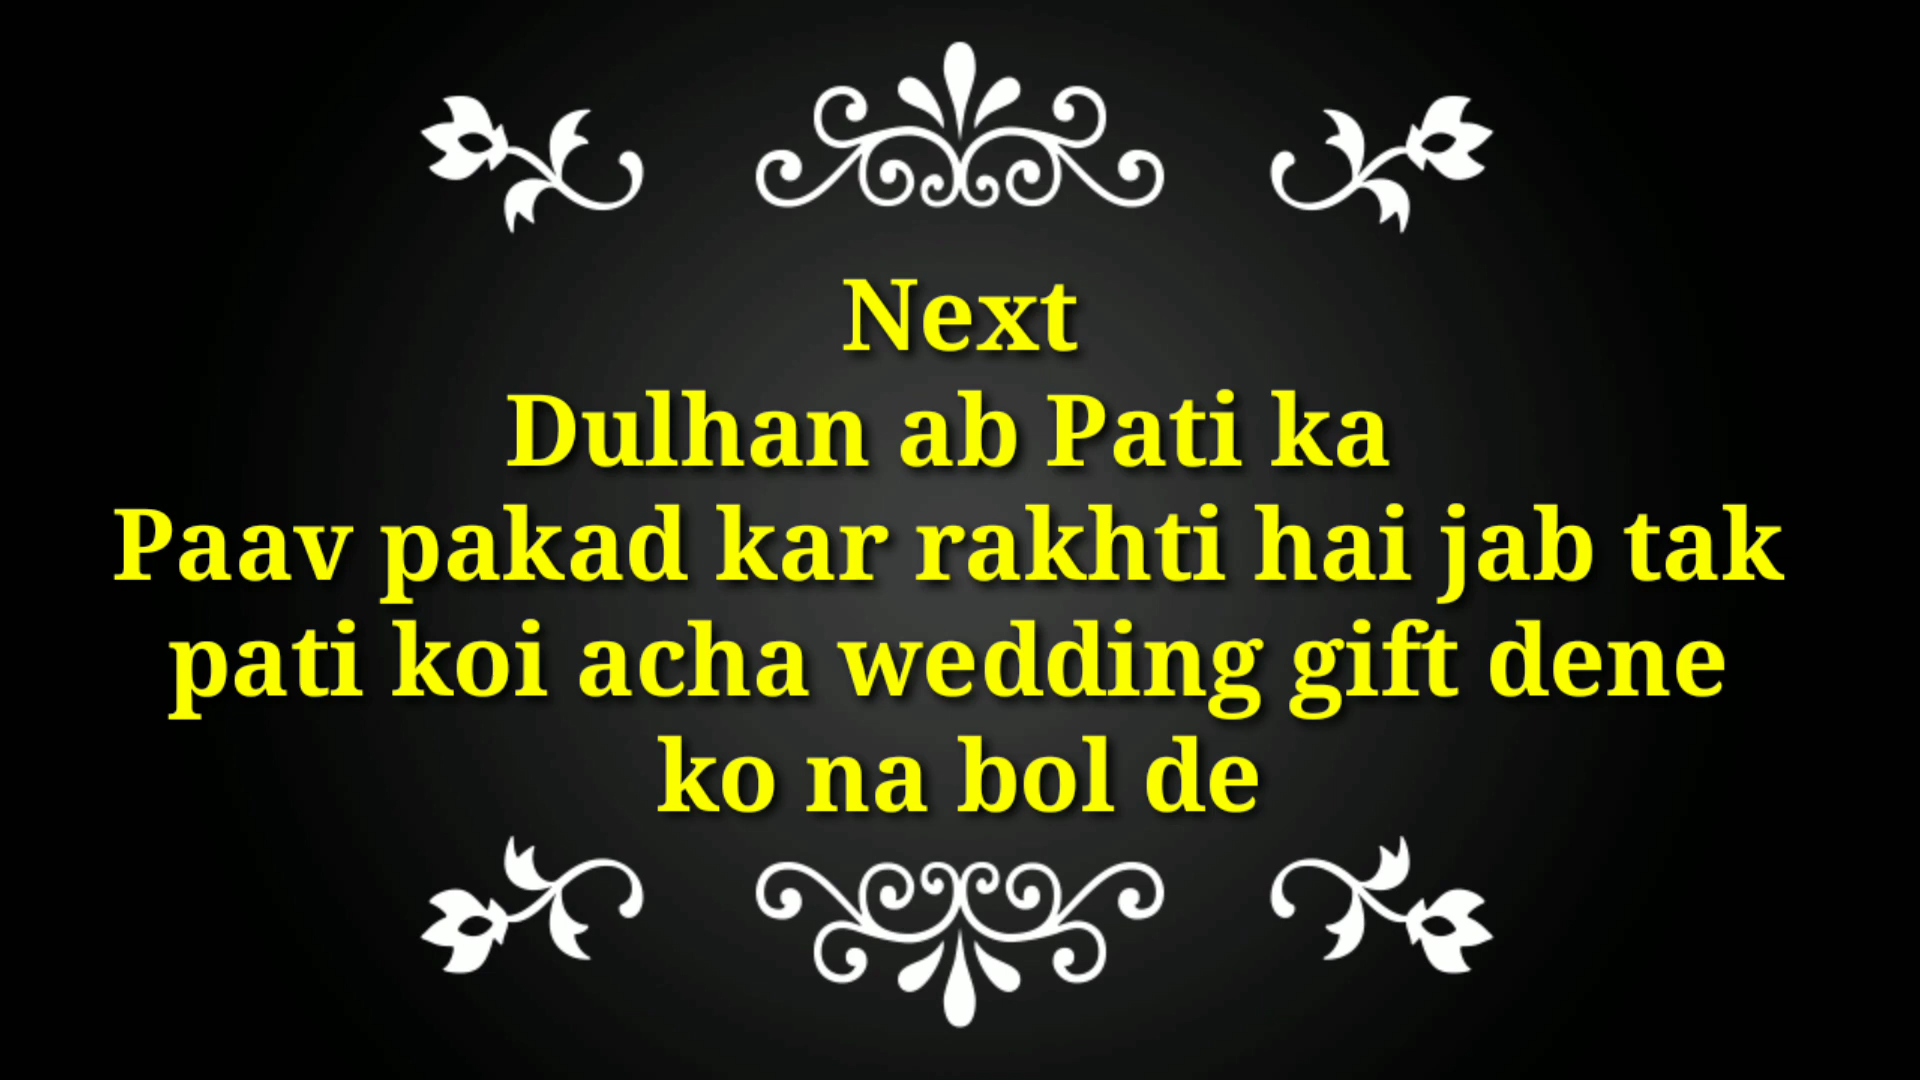 Next
Dulhan ab Pati ka
Paav pakad kar rakhti hai jab tak
pati koi acha wedding gift dene
ko na bol de